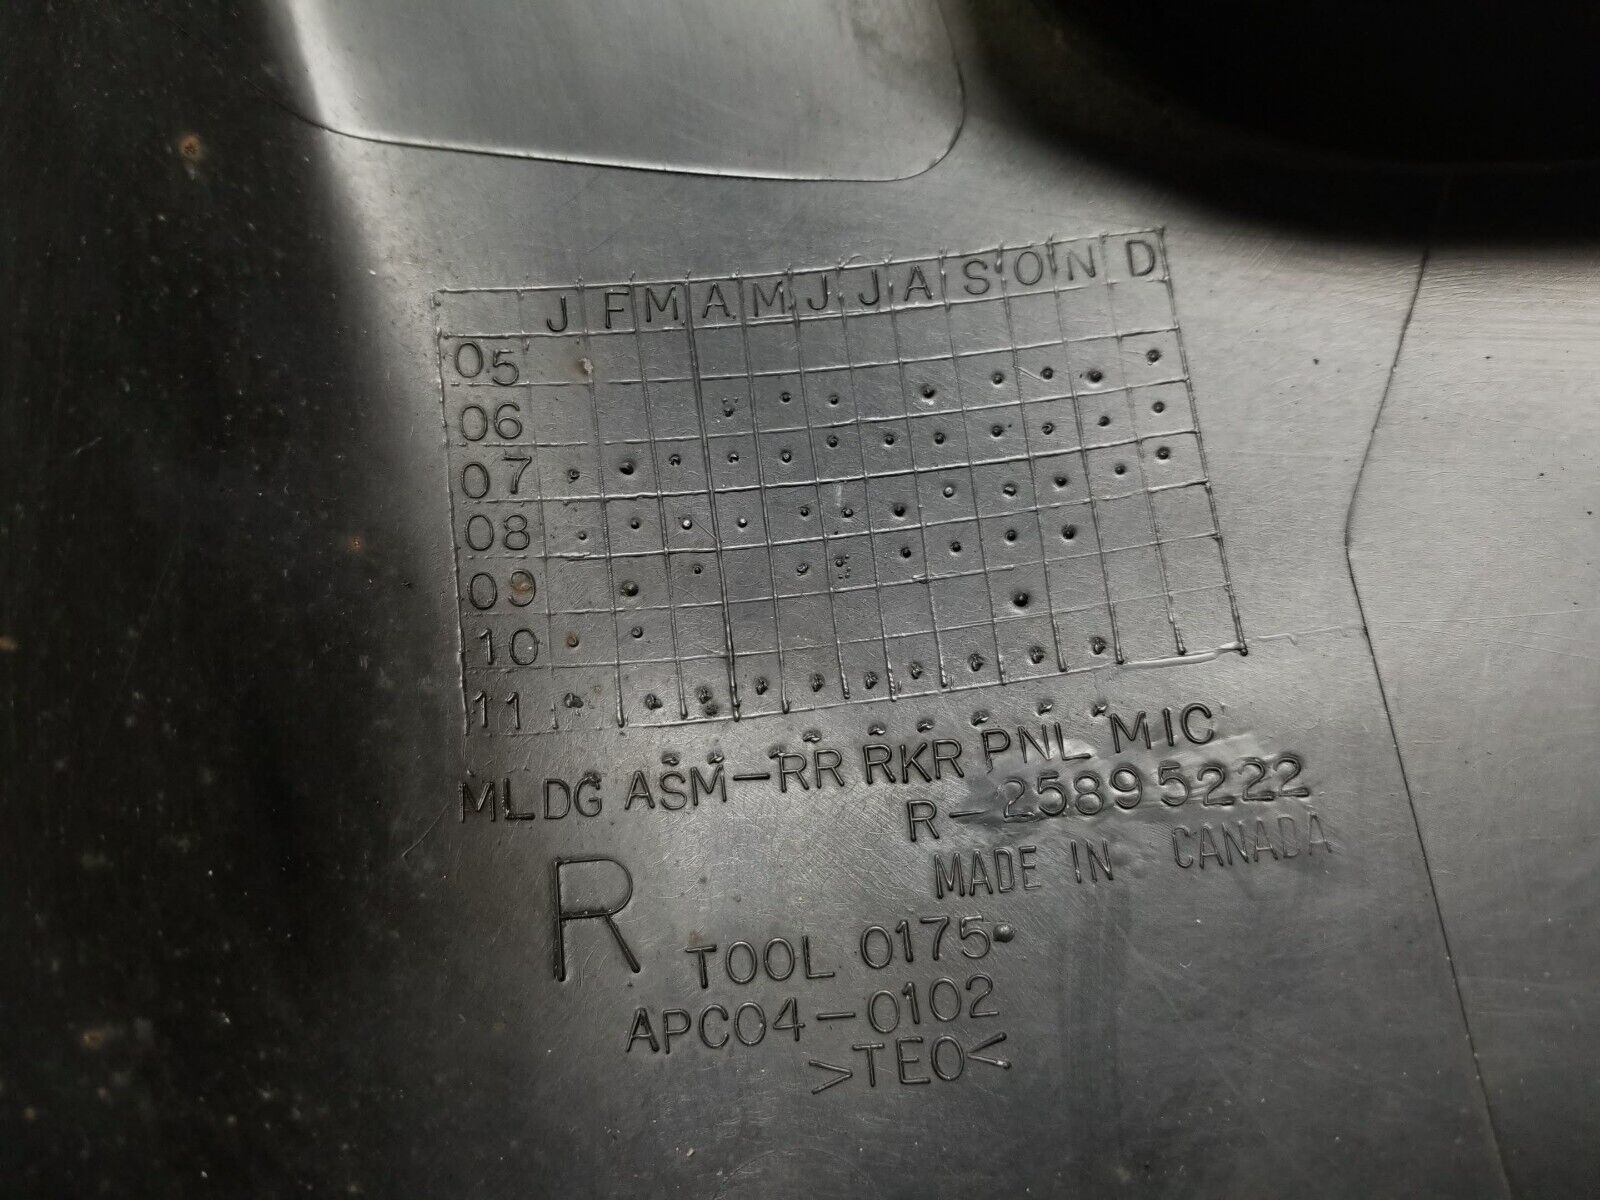 J F M A M J J A S O N D
05
06
07
08
09
10
11
MLDG ASM-RR RKR PNL MIC
R-25895222
MADE IN CANADA
R
TOOL 0175
APC04-0102
>TEO<